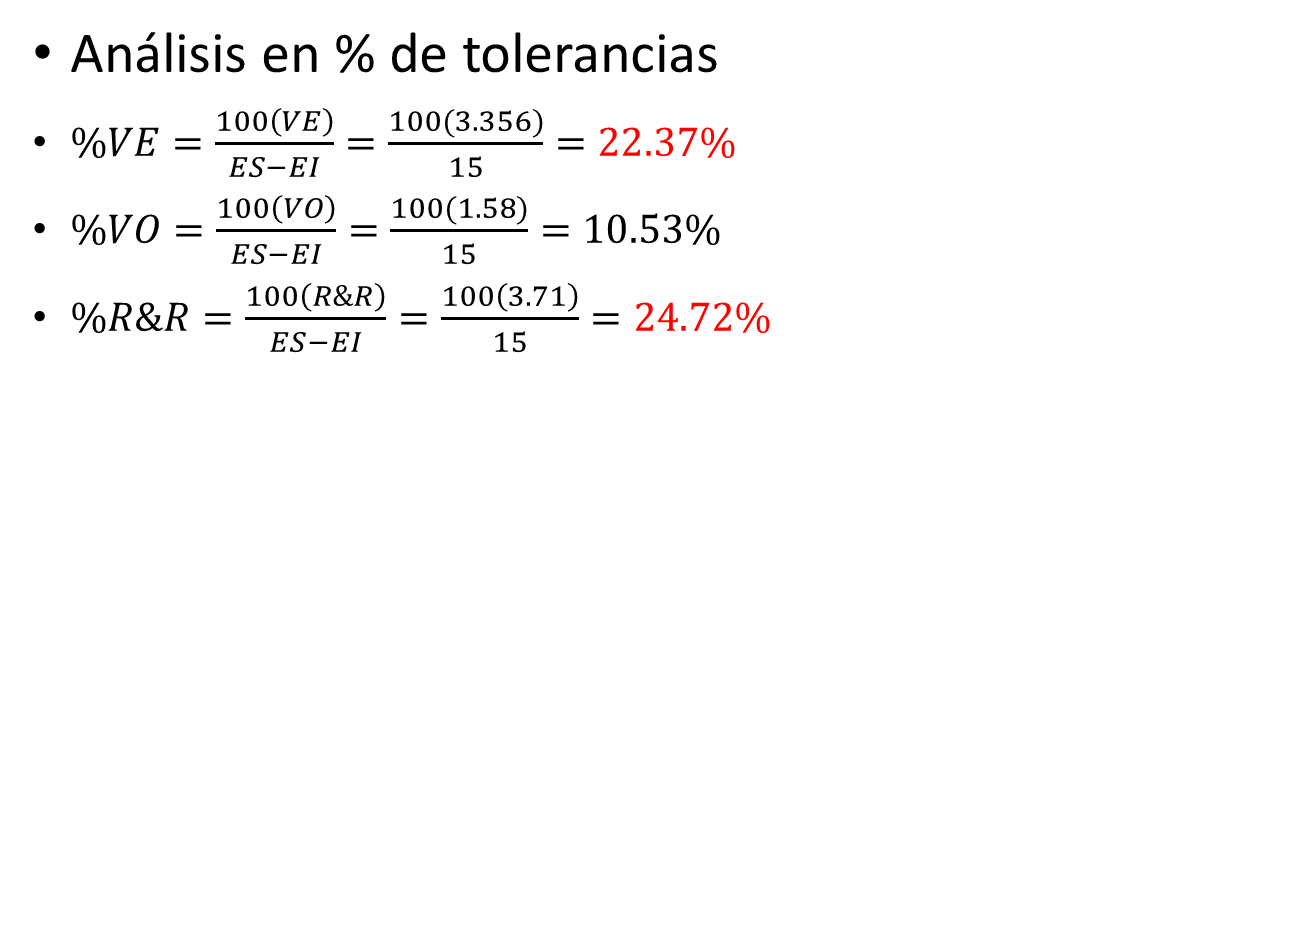 • Análisis en % de tolerancias
• %VE = 100(VE)/ES−EI = 100(3.356)/15 = 22.37%
• %VO = 100(VO)/ES−EI = 100(1.58)/15 = 10.53%
• %R&R = 100(R&R)/ES−EI = 100(3.71)/15 = 24.72%